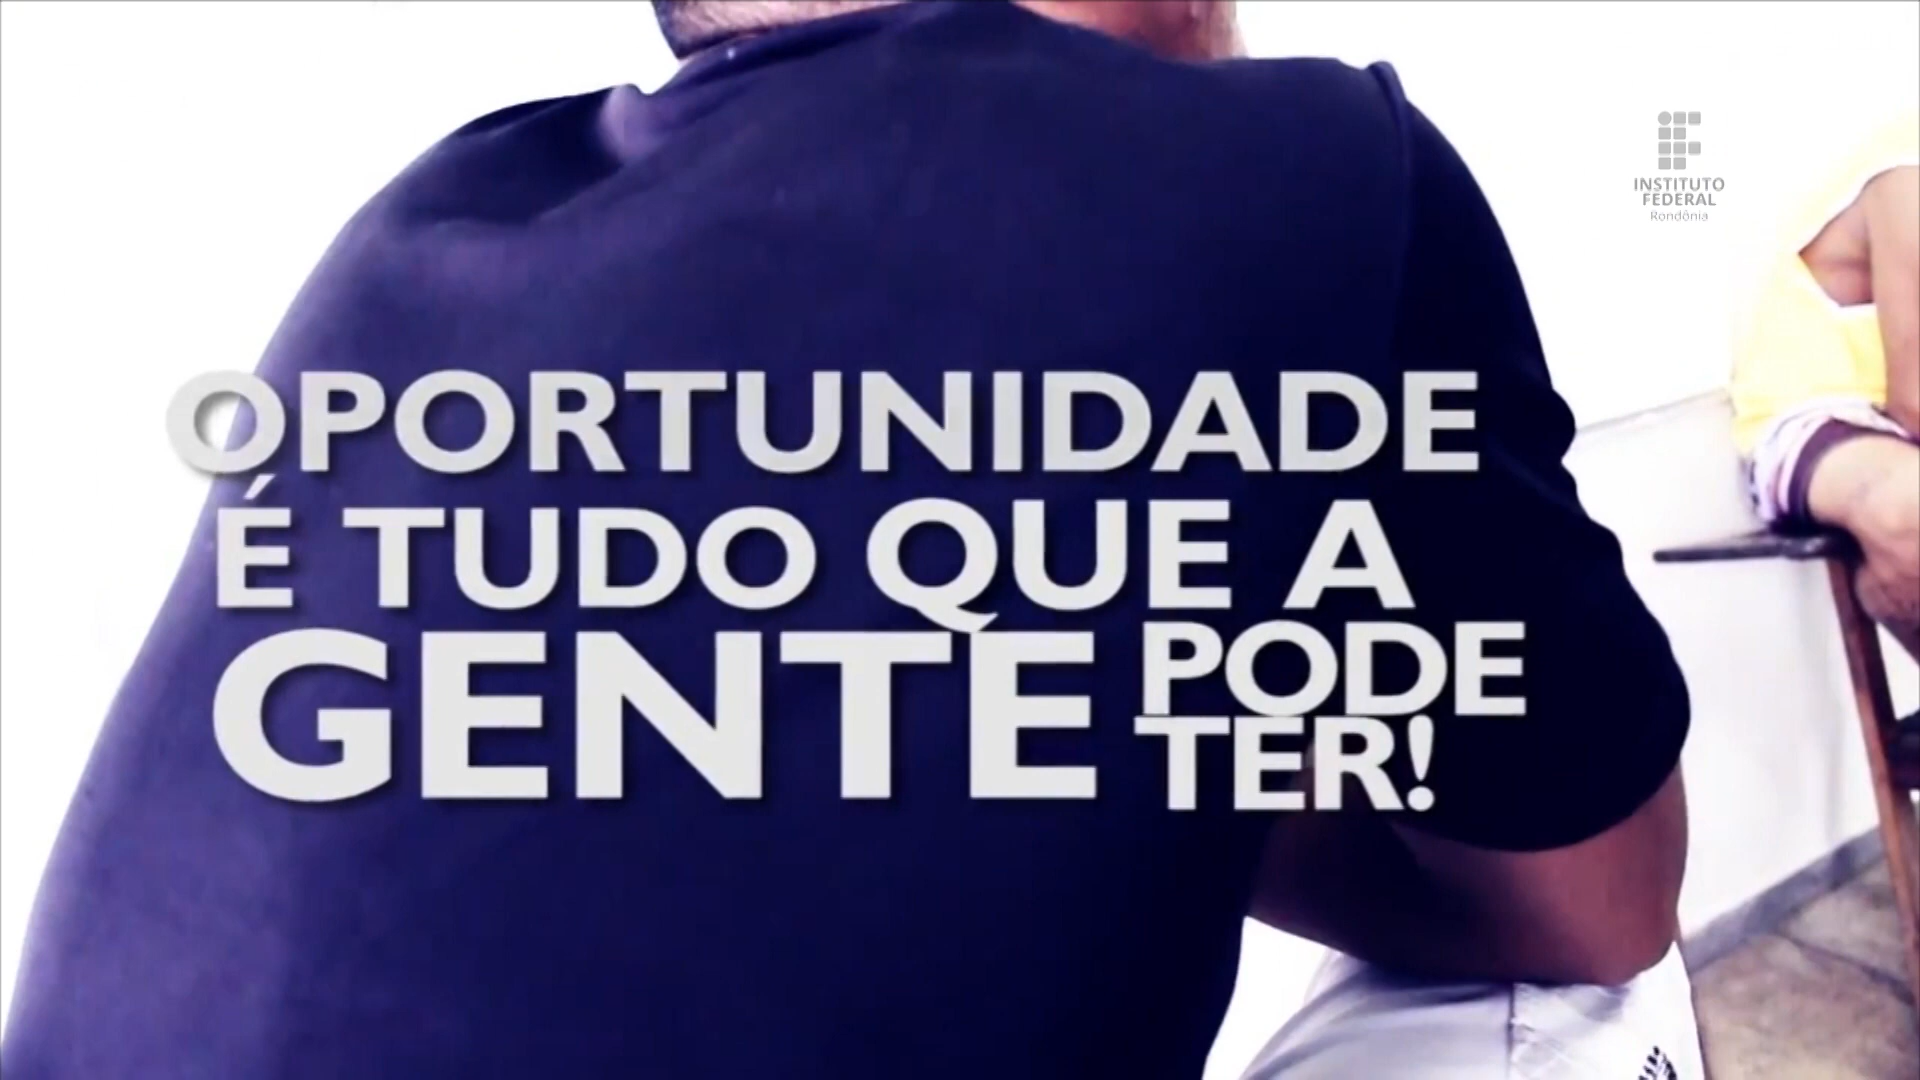 OPORTUNIDADE
É TUDO QUE A
GENTE PODE
TER!
INSTITUTO
FEDERAL
Rondônia